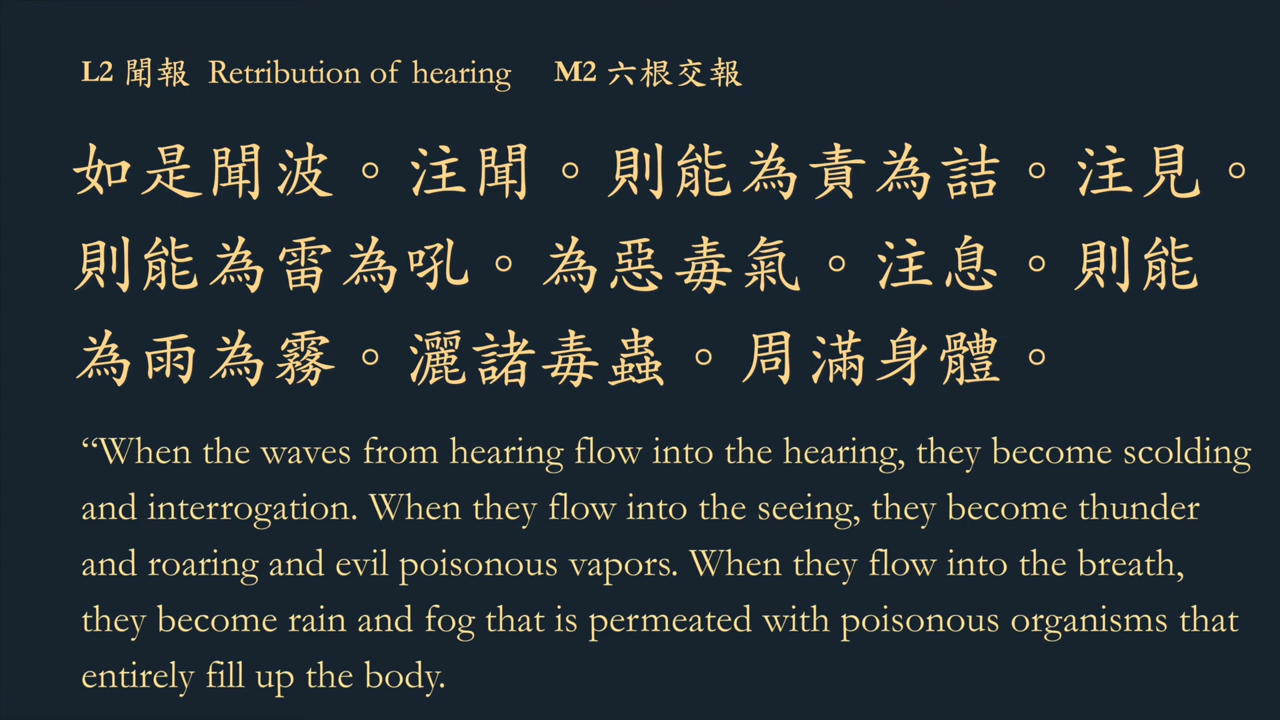 L2 聞報 Retribution of hearing M2 六根交報
如是聞波。注聞。則能為責為詰。注見。
則能為雷為吼。為惡毒氣。注息。則能
為雨為霧。灑諸毒蟲。周滿身體。
“When the waves from hearing flow into the hearing, they become scolding
and interrogation. When they flow into the seeing, they become thunder
and roaring and evil poisonous vapors. When they flow into the breath,
they become rain and fog that is permeated with poisonous organisms that
entirely fill up the body.